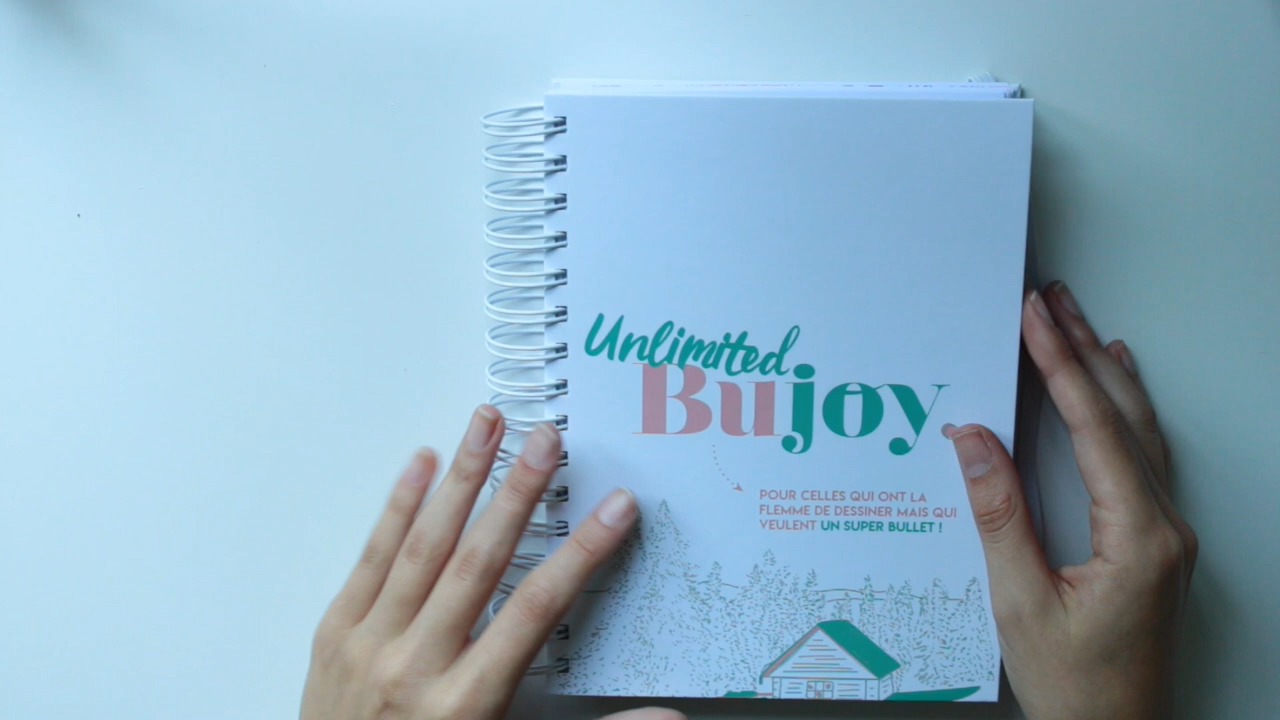 Unlimited
Bujoy
POUR CELLES QUI ONT LA
FLEMME DE DESSINER MAIS QUI
VEULENT UN SUPER BULLET !